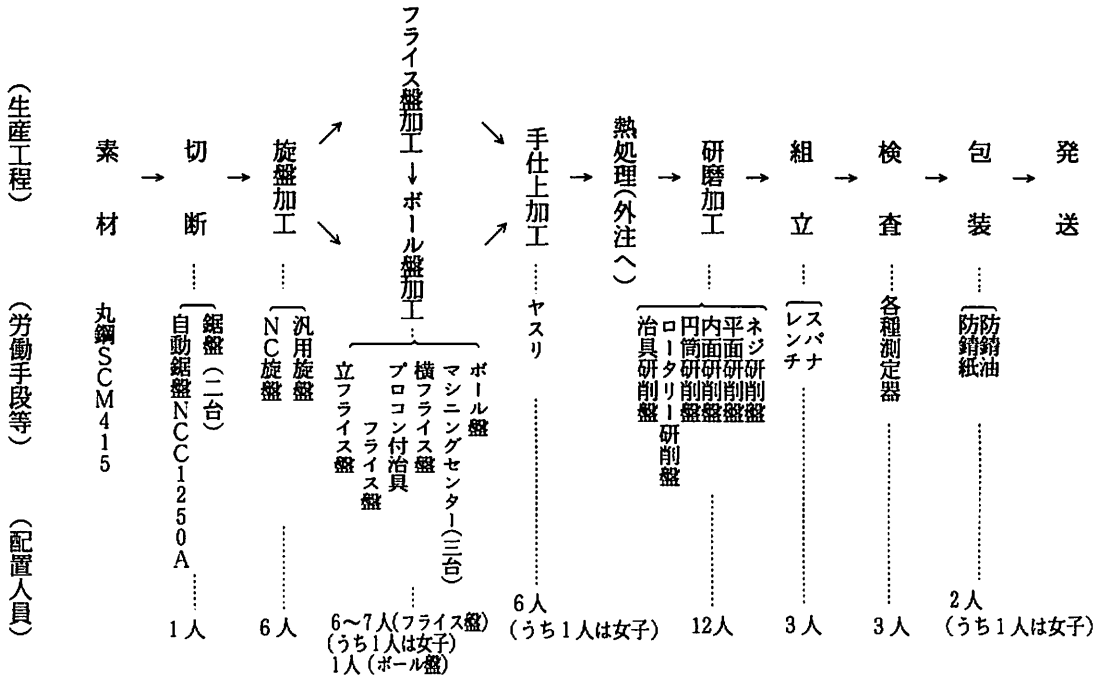 (生産工程)
素材
→
切断
→
旋盤加工
↗
↘
フライス盤加工→ボール盤加工
↘
↗
手仕上加工
→
熱処理(外注へ)
→
研磨加工
→
組立
→
検査
→
包装
→
発送
(労働手段等)
丸鋼SCM415
鋸盤(二台)
自動鋸盤NCC1250A
汎用旋盤
NC旋盤
ボール盤
マシニングセンター(三台)
横フライス盤
プロコン付治具
フライス盤
立フライス盤
ヤスリ
ネジ研削盤
平面研削盤
内面研削盤
円筒研削盤
ロータリー研削盤
治具研削盤
スパナ
レンチ
各種測定器
防錆油
防錆紙
(配置人員)
1人
6人
6〜7人(フライス盤)
(うち1人は女子)
1人(ボール盤)
6人
(うち1人は女子)
12人
3人
3人
2人
(うち1人は女子)